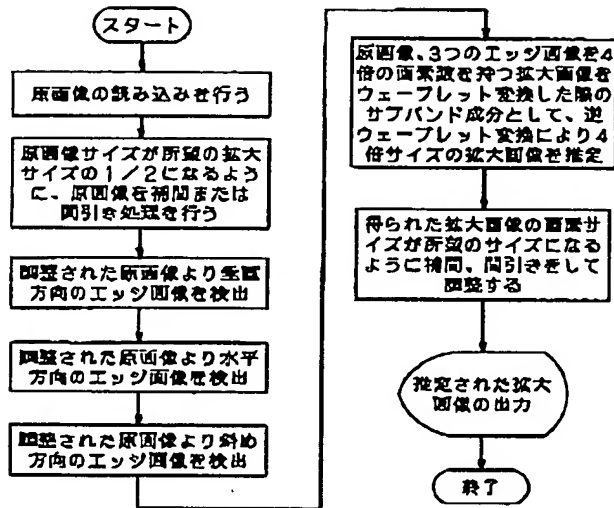 スタート
原画像の読み込みを行う
原画像サイズが所望の拡大
サイズの1/2になるよう
に、原画像を補間または
間引き処理を行う
調整された原画像より垂直
方向のエッジ画像を検出
調整された原画像より水平
方向のエッジ画像を検出
調整された原画像より斜め
方向のエッジ画像を検出
原画像、3つのエッジ画像を4
倍の画素数を持つ拡大画像を
ウェーブレット変換した際の
サブバンド成分として、逆
ウェーブレット変換により4
倍サイズの拡大画像を推定
得られた拡大画像の画素サ
イズが所望のサイズになる
ように補間、間引きをして
調整する
推定された拡大
画像の出力
終了